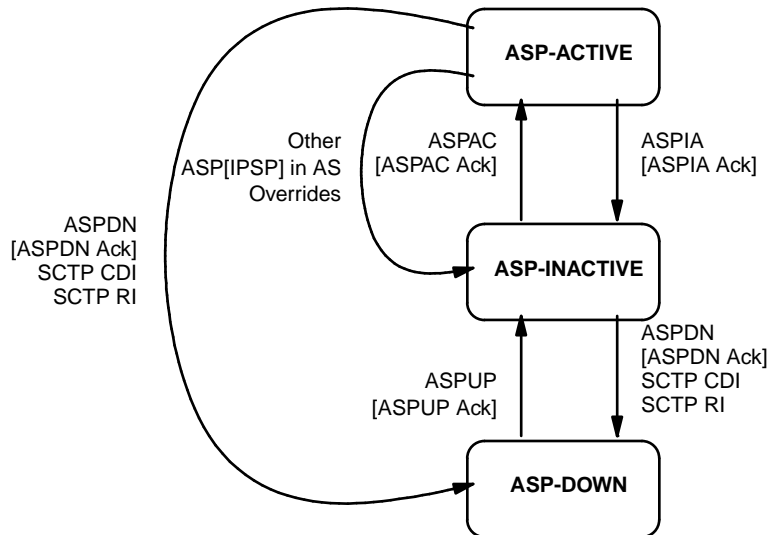 ASP-ACTIVE
Other
ASP[IPSP] in AS
Overrides
ASPAC
[ASPAC Ack]
ASPIA
[ASPIA Ack]
ASPDN
[ASPDN Ack]
SCTP CDI
SCTP RI
ASP-INACTIVE
ASPUP
[ASPUP Ack]
ASPDN
[ASPDN Ack]
SCTP CDI
SCTP RI
ASP-DOWN